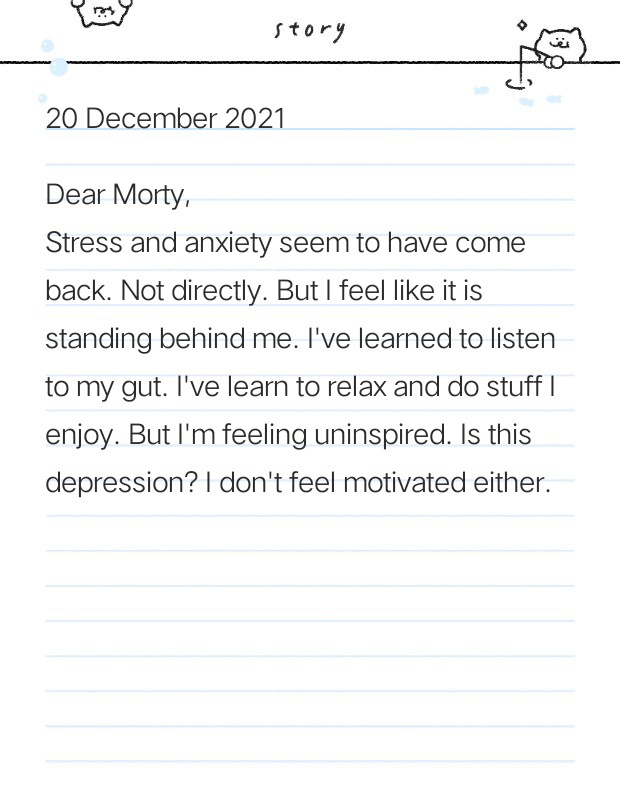 story
20 December 2021
Dear Morty,
Stress and anxiety seem to have come
back. Not directly. But I feel like it is
standing behind me. I've learned to listen
to my gut. I've learn to relax and do stuff I
enjoy. But I'm feeling uninspired. Is this
depression? I don't feel motivated either.